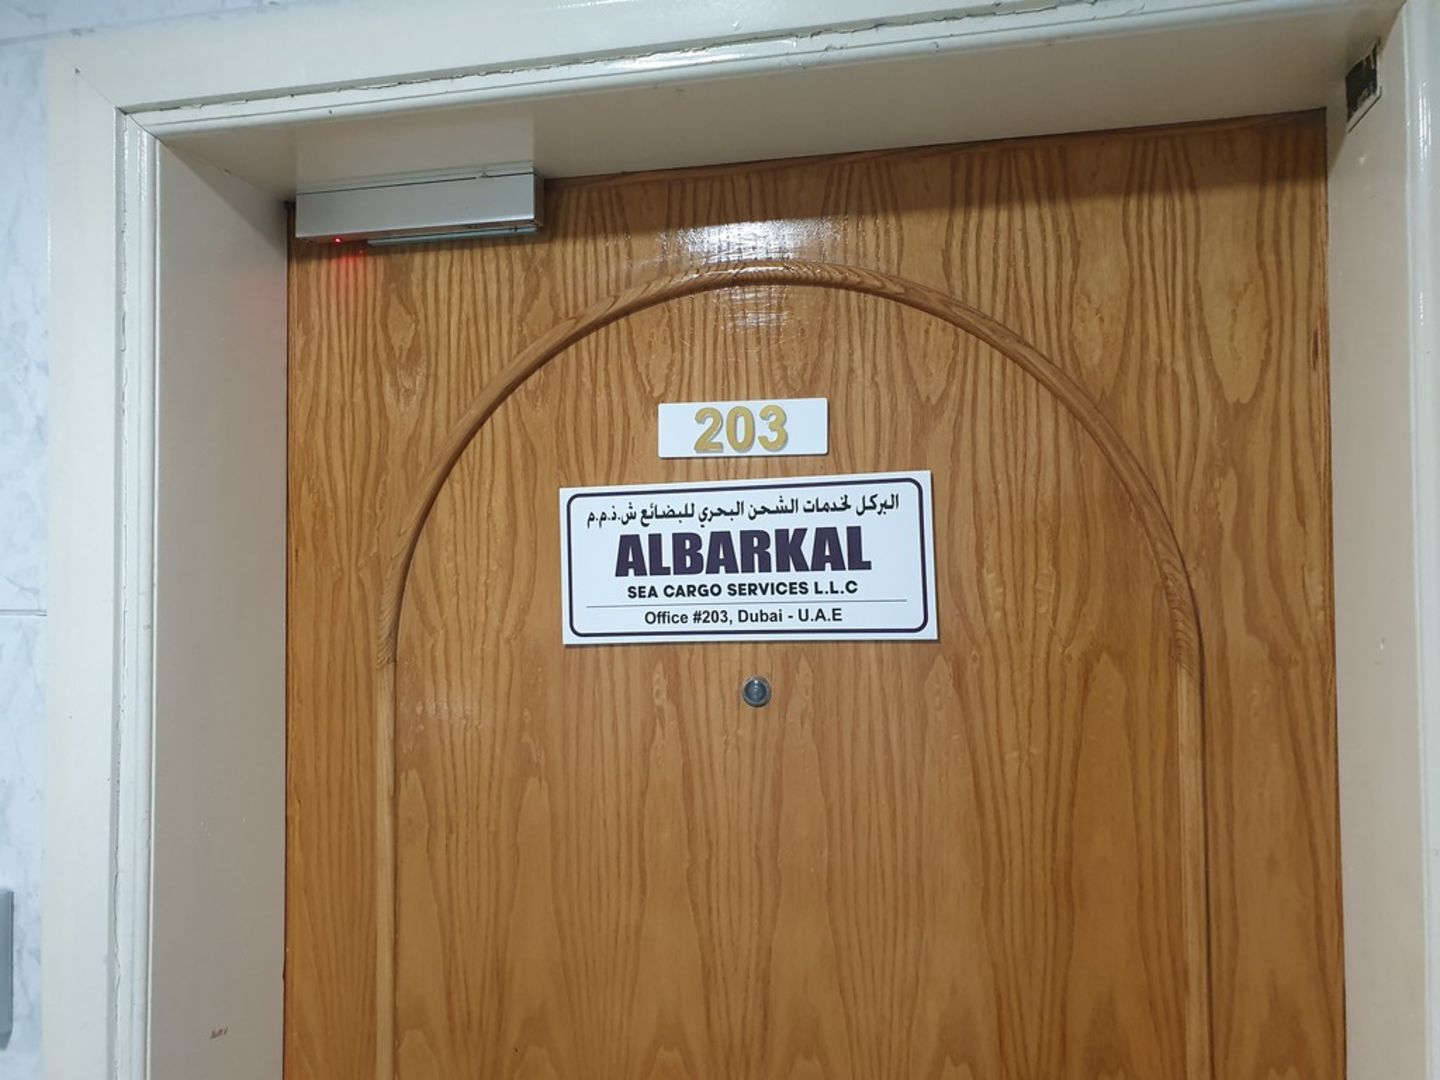 203
البركل لخدمات الشحن البحري للبضائع ش.ذ.م.م
ALBARKAL
SEA CARGO SERVICES L.L.C
Office #203, Dubai - U.A.E